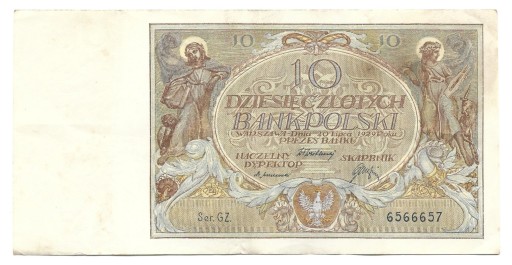 10 10
10
DZIESIĘĆ ZŁOTYCH
BANK·POLSKI
(WARSZAWA Dnia 20 lipca 1929 Roku)
PREZES BANKU
NACZELNY
DYREKTOR
SKARBNIK
Ser. GZ. 6566657